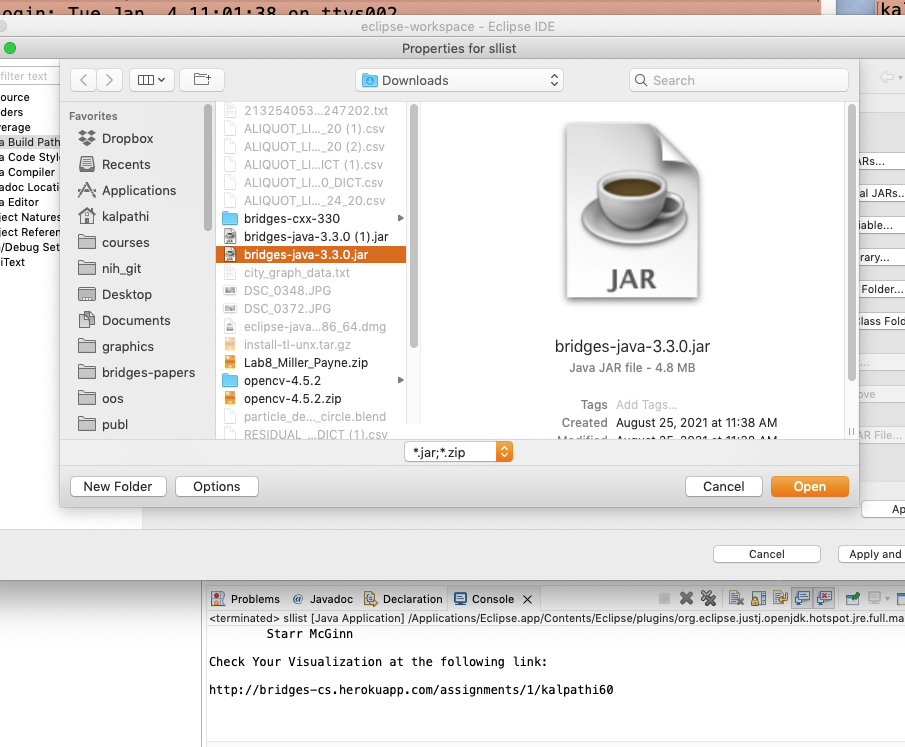 ogin: Tue Jan  4 11:01:38 on ttys002
kal
eclipse-workspace - Eclipse IDE
Properties for sllist
filter text
ource
ders
verage
a Build Path
a Code Style
a Compiler
adoc Locati
a Editor
ject Natures
ject Referen
/Debug Set
iText
Downloads
Search
Favorites
Dropbox
Recents
Applications
kalpathi
courses
nih_git
Desktop
Documents
graphics
bridges-papers
oos
publ
213254053...247202.txt
ALIQUOT_LI..._20 (1).csv
ALIQUOT_LI..._20 (2).csv
ALIQUOT_LI...ICT (1).csv
ALIQUOT_LI...0_DICT.csv
ALIQUOT_LI..._24_20.csv
bridges-cxx-330
bridges-java-3.3.0 (1).jar
bridges-java-3.3.0.jar
city_graph_data.txt
DSC_0348.JPG
DSC_0372.JPG
eclipse-java...86_64.dmg
install-tl-unx.tar.gz
Lab8_Miller_Payne.zip
opencv-4.5.2
opencv-4.5.2.zip
particle_de..._circle.blend
RESIDUAL_...DICT (1).csv
JAR
bridges-java-3.3.0.jar
Java JAR file - 4.8 MB
Tags Add Tags...
Created August 25, 2021 at 11:38 AM
Modified August 25, 2021 at 11:38 AM
ARs...
al JARs..
iable...
rary...
Folder...
lass Fold
...
ove
AR File...
*.jar;*.zip
New Folder
Options
Cancel
Open
Ap
Cancel
Apply and
Problems
@ Javadoc
Declaration
Console
<terminated> sllist [Java Application] /Applications/Eclipse.app/Contents/Eclipse/plugins/org.eclipse.justj.openjdk.hotspot.jre.full.ma
Starr McGinn
Check Your Visualization at the following link:
http://bridges-cs.herokuapp.com/assignments/1/kalpathi60